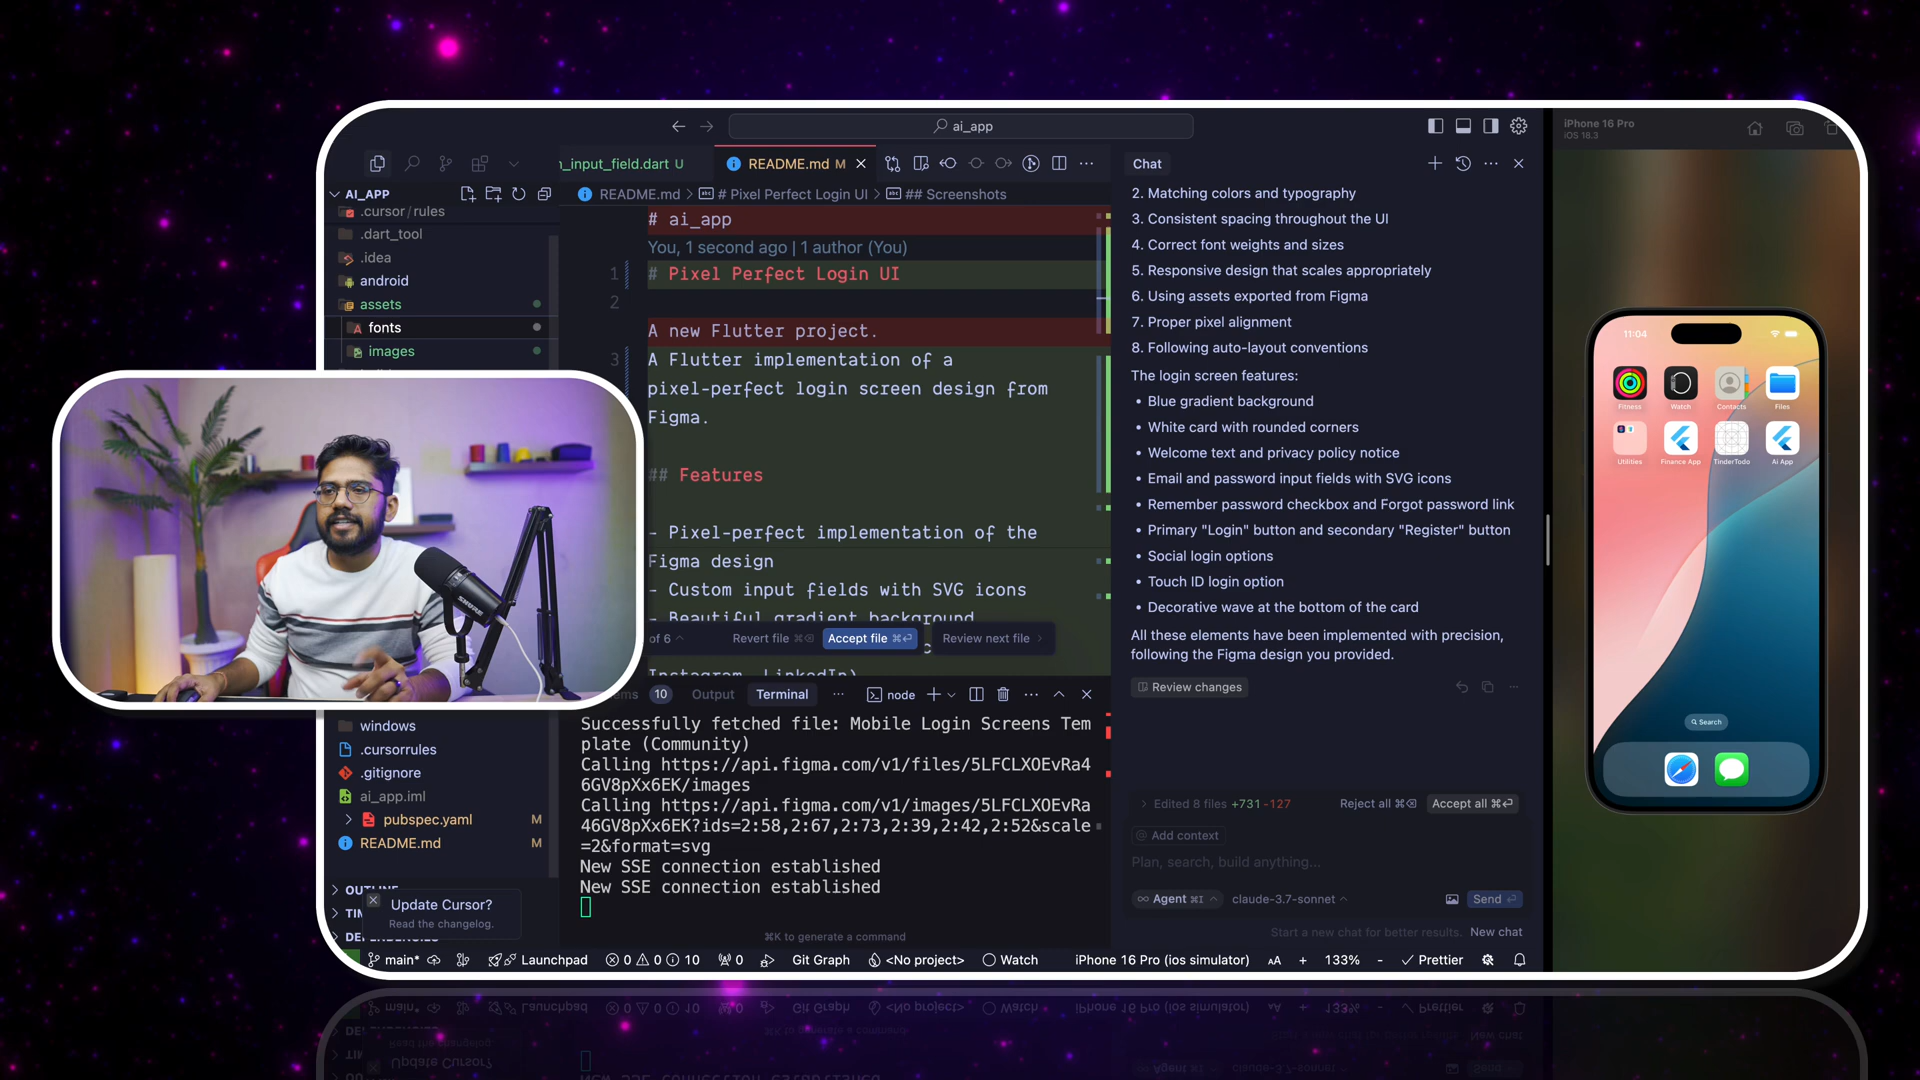 ai_app
iPhone 16 Pro
iOS 18.3
_input_field.dart U
README.md M
Chat
AI_APP
README.md > # Pixel Perfect Login UI > ## Screenshots
.cursor/rules
.dart_tool
.idea
android
assets
fonts
images
# ai_app
You, 1 second ago | 1 author (You)
1 # Pixel Perfect Login UI
2
A new Flutter project.
3 A Flutter implementation of a
pixel-perfect login screen design from
Figma.
## Features
- Pixel-perfect implementation of the
Figma design
- Custom input fields with SVG icons
- Beautiful gradient background
of 6
Revert file ⌘⌫
Accept file ⌘⏎
Review next file
Instagram, LinkedIn)
2. Matching colors and typography
3. Consistent spacing throughout the UI
4. Correct font weights and sizes
5. Responsive design that scales appropriately
6. Using assets exported from Figma
7. Proper pixel alignment
8. Following auto-layout conventions
The login screen features:
• Blue gradient background
• White card with rounded corners
• Welcome text and privacy policy notice
• Email and password input fields with SVG icons
• Remember password checkbox and Forgot password link
• Primary "Login" button and secondary "Register" button
• Social login options
• Touch ID login option
• Decorative wave at the bottom of the card
All these elements have been implemented with precision,
following the Figma design you provided.
Review changes
Edited 8 files +731 -127
Reject all ⌘⌫
Accept all ⌘⏎
@ Add context
Plan, search, build anything...
Agent ⌘I
claude-3.7-sonnet
Send
Start a new chat for better results. New chat
11:04
Fitness
Watch
Contacts
Files
Utilities
Finance App
TinderTodo
Ai App
Search
SHURE
10
Output
Terminal
node
Successfully fetched file: Mobile Login Screens Tem
plate (Community)
Calling https://api.figma.com/v1/files/5LFCLXOEvRa4
6GV8pXx6EK/images
Calling https://api.figma.com/v1/images/5LFCLXOEvRa
46GV8pXx6EK?ids=2:58,2:67,2:73,2:39,2:42,2:52&scale
=2&format=svg
New SSE connection established
New SSE connection established
⌘K to generate a command
windows
.cursorrules
.gitignore
ai_app.iml
pubspec.yaml M
README.md M
OUTLINE
Update Cursor?
Read the changelog.
DEPENDENCIES
main*
Launchpad
0 0 10
0
Git Graph
<No project>
Watch
iPhone 16 Pro (ios simulator)
AA + 133% -
Prettier